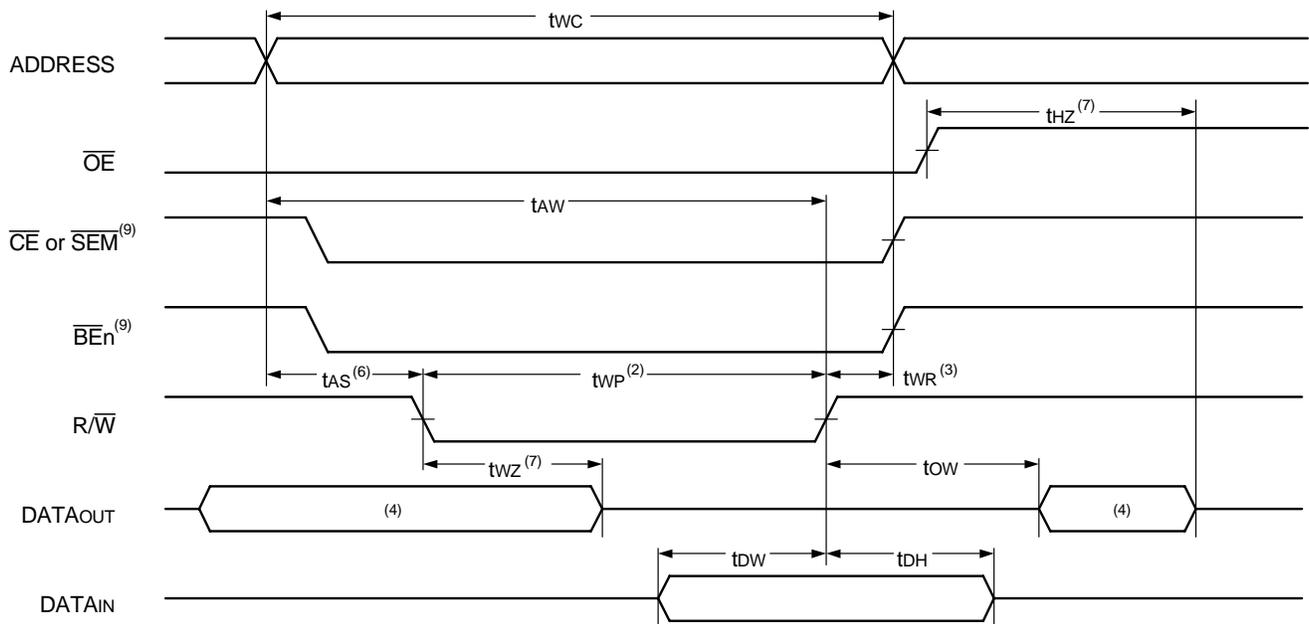 tWC
ADDRESS
tHZ(7)
OE
tAW
CE or SEM(9)
BEn(9)
tAS(6)
tWP(2)
tWR(3)
R/W
tWZ(7)
tOW
DATAOUT
(4)
(4)
tDW
tDH
DATAIN